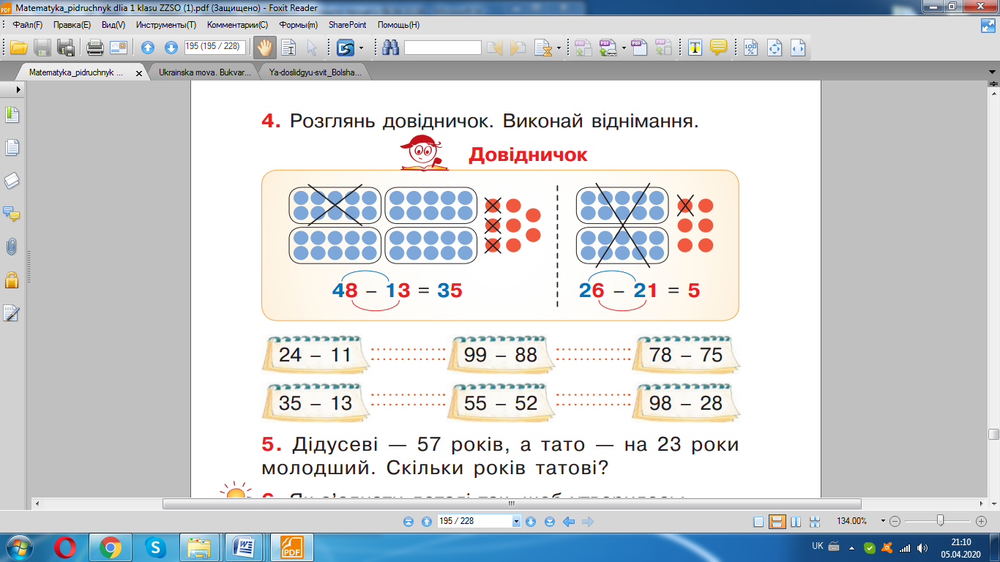 Matematyka_pidruchnyk dlia 1 klasu ZZSO (1).pdf (Защищено) - Foxit Reader
Файл(F) Правка(E) Вид(V) Инструменты(T) Комментарии(C) Формы(m) SharePoint Помощь(H)
195 (195 / 228)
Matematyka_pidruchnyk ... Ukrainska mova. Bukvar... Ya-doslidgyu-svit_Bolsha...
4. Розглянь довідничок. Виконай віднімання.
Довідничок
48 – 13 = 35 26 – 21 = 5
24 – 11 99 – 88 78 – 75
35 – 13 55 – 52 98 – 28
5. Дідусеві — 57 років, а тато — на 23 роки
молодший. Скільки років татові?
195 / 228 134.00%
UK 21:10
05.04.2020